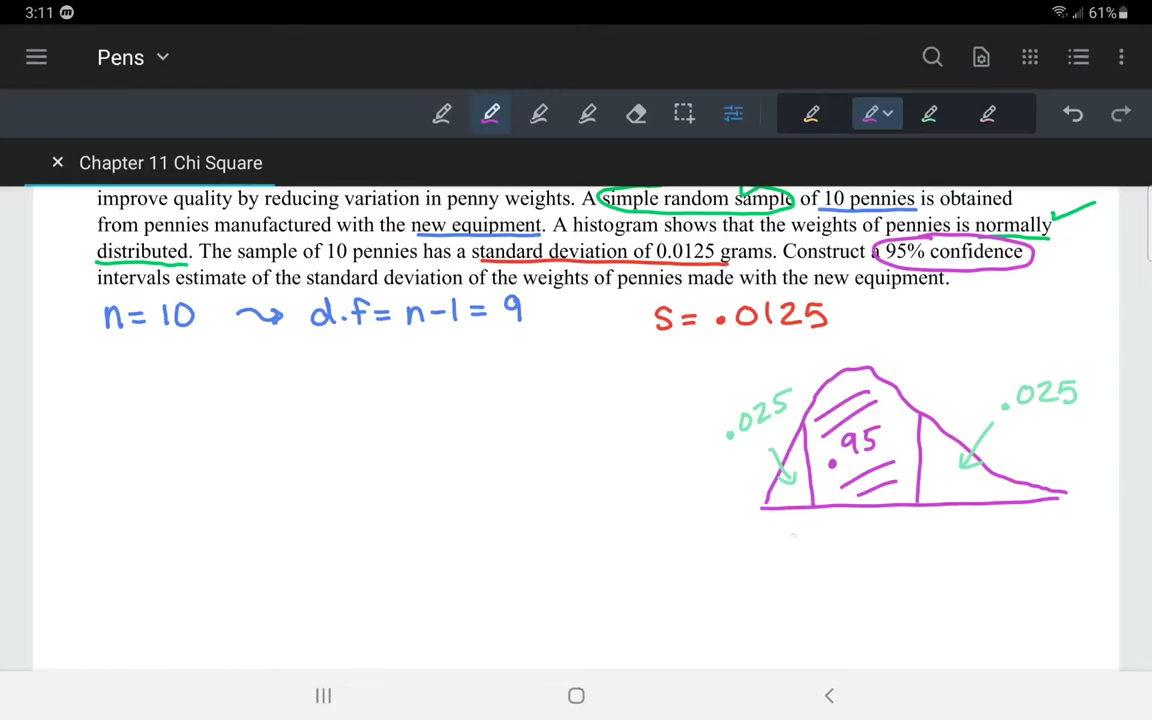 3:11
61%
Pens
Chapter 11 Chi Square
improve quality by reducing variation in penny weights. A simple random sample of 10 pennies is obtained
from pennies manufactured with the new equipment. A histogram shows that the weights of pennies is normally
distributed. The sample of 10 pennies has a standard deviation of 0.0125 grams. Construct a 95% confidence
intervals estimate of the standard deviation of the weights of pennies made with the new equipment.
n = 10 → d.f = n-1 = 9 s = .0125
.025 .025
.95